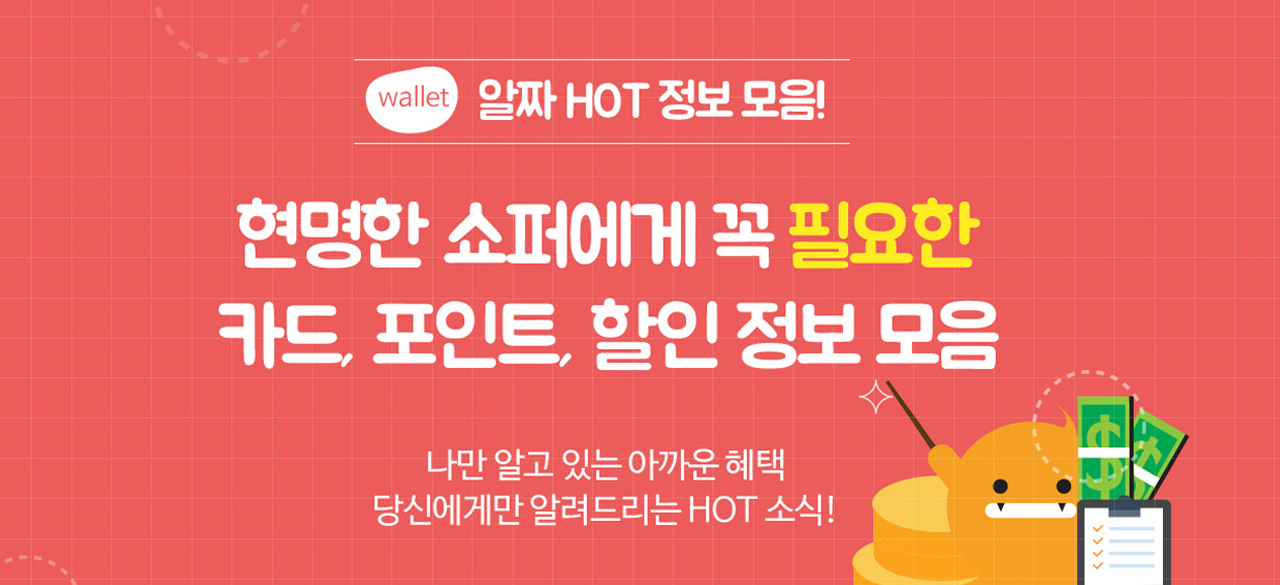 wallet 알짜 HOT 정보 모음!
현명한 쇼퍼에게 꼭 필요한
카드, 포인트, 할인 정보 모음
나만 알고 있는 아까운 혜택
당신에게만 알려드리는 HOT 소식!